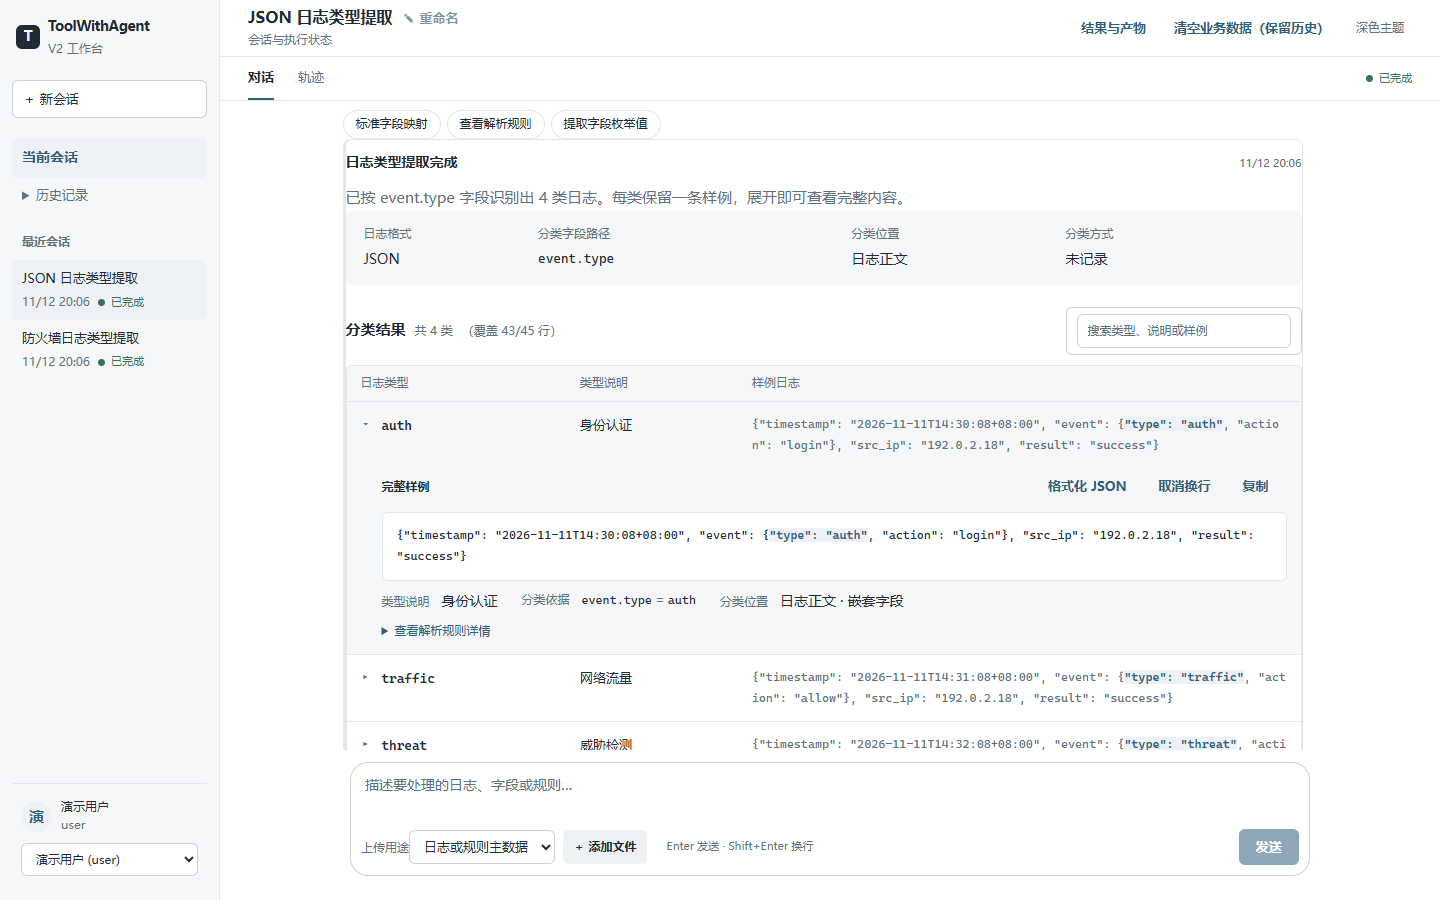 T
ToolWithAgent
V2 工作台
+ 新会话
当前会话
▶ 历史记录
最近会话
JSON 日志类型提取
11/12 20:06 ● 已完成
防火墙日志类型提取
11/12 20:06 ● 已完成
演
演示用户
user
演示用户 (user)
JSON 日志类型提取 重命名
会话与执行状态
结果与产物 清空业务数据（保留历史） 深色主题
对话 轨迹
● 已完成
标准字段映射 查看解析规则 提取字段枚举值
日志类型提取完成 11/12 20:06
已按 event.type 字段识别出 4 类日志。每类保留一条样例，展开即可查看完整内容。
日志格式 分类字段路径 分类位置 分类方式
JSON event.type 日志正文 未记录
分类结果 共 4 类 （覆盖 43/45 行） 搜索类型、说明或样例
日志类型 类型说明 样例日志
auth 身份认证 {"timestamp": "2026-11-11T14:30:08+08:00", "event": {"type": "auth", "actio
n": "login"}, "src_ip": "192.0.2.18", "result": "success"}
完整样例 格式化 JSON 取消换行 复制
{"timestamp": "2026-11-11T14:30:08+08:00", "event": {"type": "auth", "action": "login"}, "src_ip": "192.0.2.18", "result":
"success"}
类型说明 身份认证 分类依据 event.type = auth 分类位置 日志正文 · 嵌套字段
▶ 查看解析规则详情
traffic 网络流量 {"timestamp": "2026-11-11T14:31:08+08:00", "event": {"type": "traffic", "act
ion": "allow"}, "src_ip": "192.0.2.18", "result": "success"}
threat 威胁检测 {"timestamp": "2026-11-11T14:32:08+08:00", "event": {"type": "threat", "acti
描述要处理的日志、字段或规则...
上传用途 日志或规则主数据 + 添加文件 Enter 发送 · Shift+Enter 换行 发送